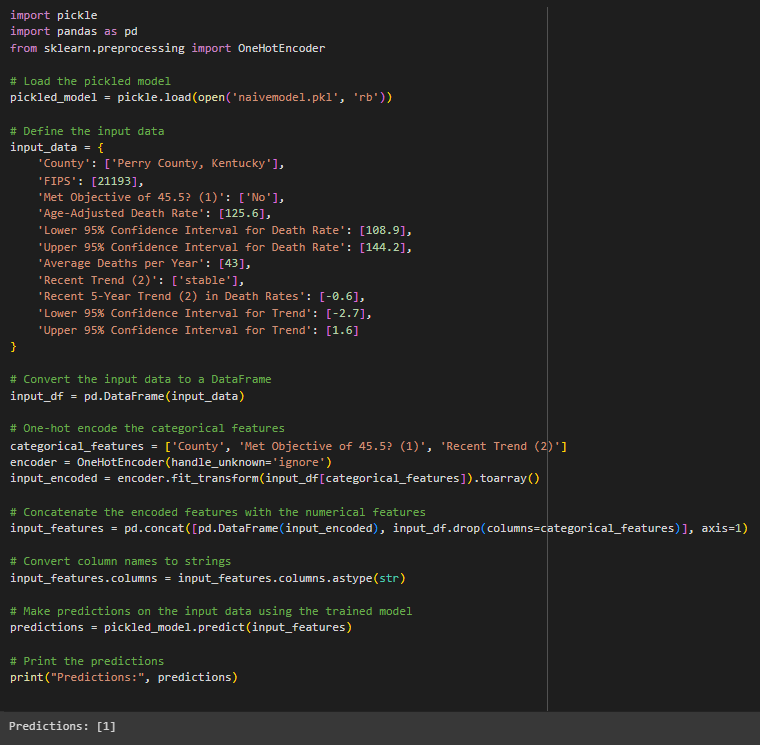 import pickle
import pandas as pd
from sklearn.preprocessing import OneHotEncoder
# Load the pickled model
pickled_model = pickle.load(open('naivemodel.pkl', 'rb'))
# Define the input data
input_data = {
    'County': ['Perry County, Kentucky'],
    'FIPS': [21193],
    'Met Objective of 45.5? (1)': ['No'],
    'Age-Adjusted Death Rate': [125.6],
    'Lower 95% Confidence Interval for Death Rate': [108.9],
    'Upper 95% Confidence Interval for Death Rate': [144.2],
    'Average Deaths per Year': [43],
    'Recent Trend (2)': ['stable'],
    'Recent 5-Year Trend (2) in Death Rates': [-0.6],
    'Lower 95% Confidence Interval for Trend': [-2.7],
    'Upper 95% Confidence Interval for Trend': [1.6]
}
# Convert the input data to a DataFrame
input_df = pd.DataFrame(input_data)
# One-hot encode the categorical features
categorical_features = ['County', 'Met Objective of 45.5? (1)', 'Recent Trend (2)']
encoder = OneHotEncoder(handle_unknown='ignore')
input_encoded = encoder.fit_transform(input_df[categorical_features]).toarray()
# Concatenate the encoded features with the numerical features
input_features = pd.concat([pd.DataFrame(input_encoded), input_df.drop(columns=categorical_features)], axis=1)
# Convert column names to strings
input_features.columns = input_features.columns.astype(str)
# Make predictions on the input data using the trained model
predictions = pickled_model.predict(input_features)
# Print the predictions
print("Predictions:", predictions)
Predictions: [1]